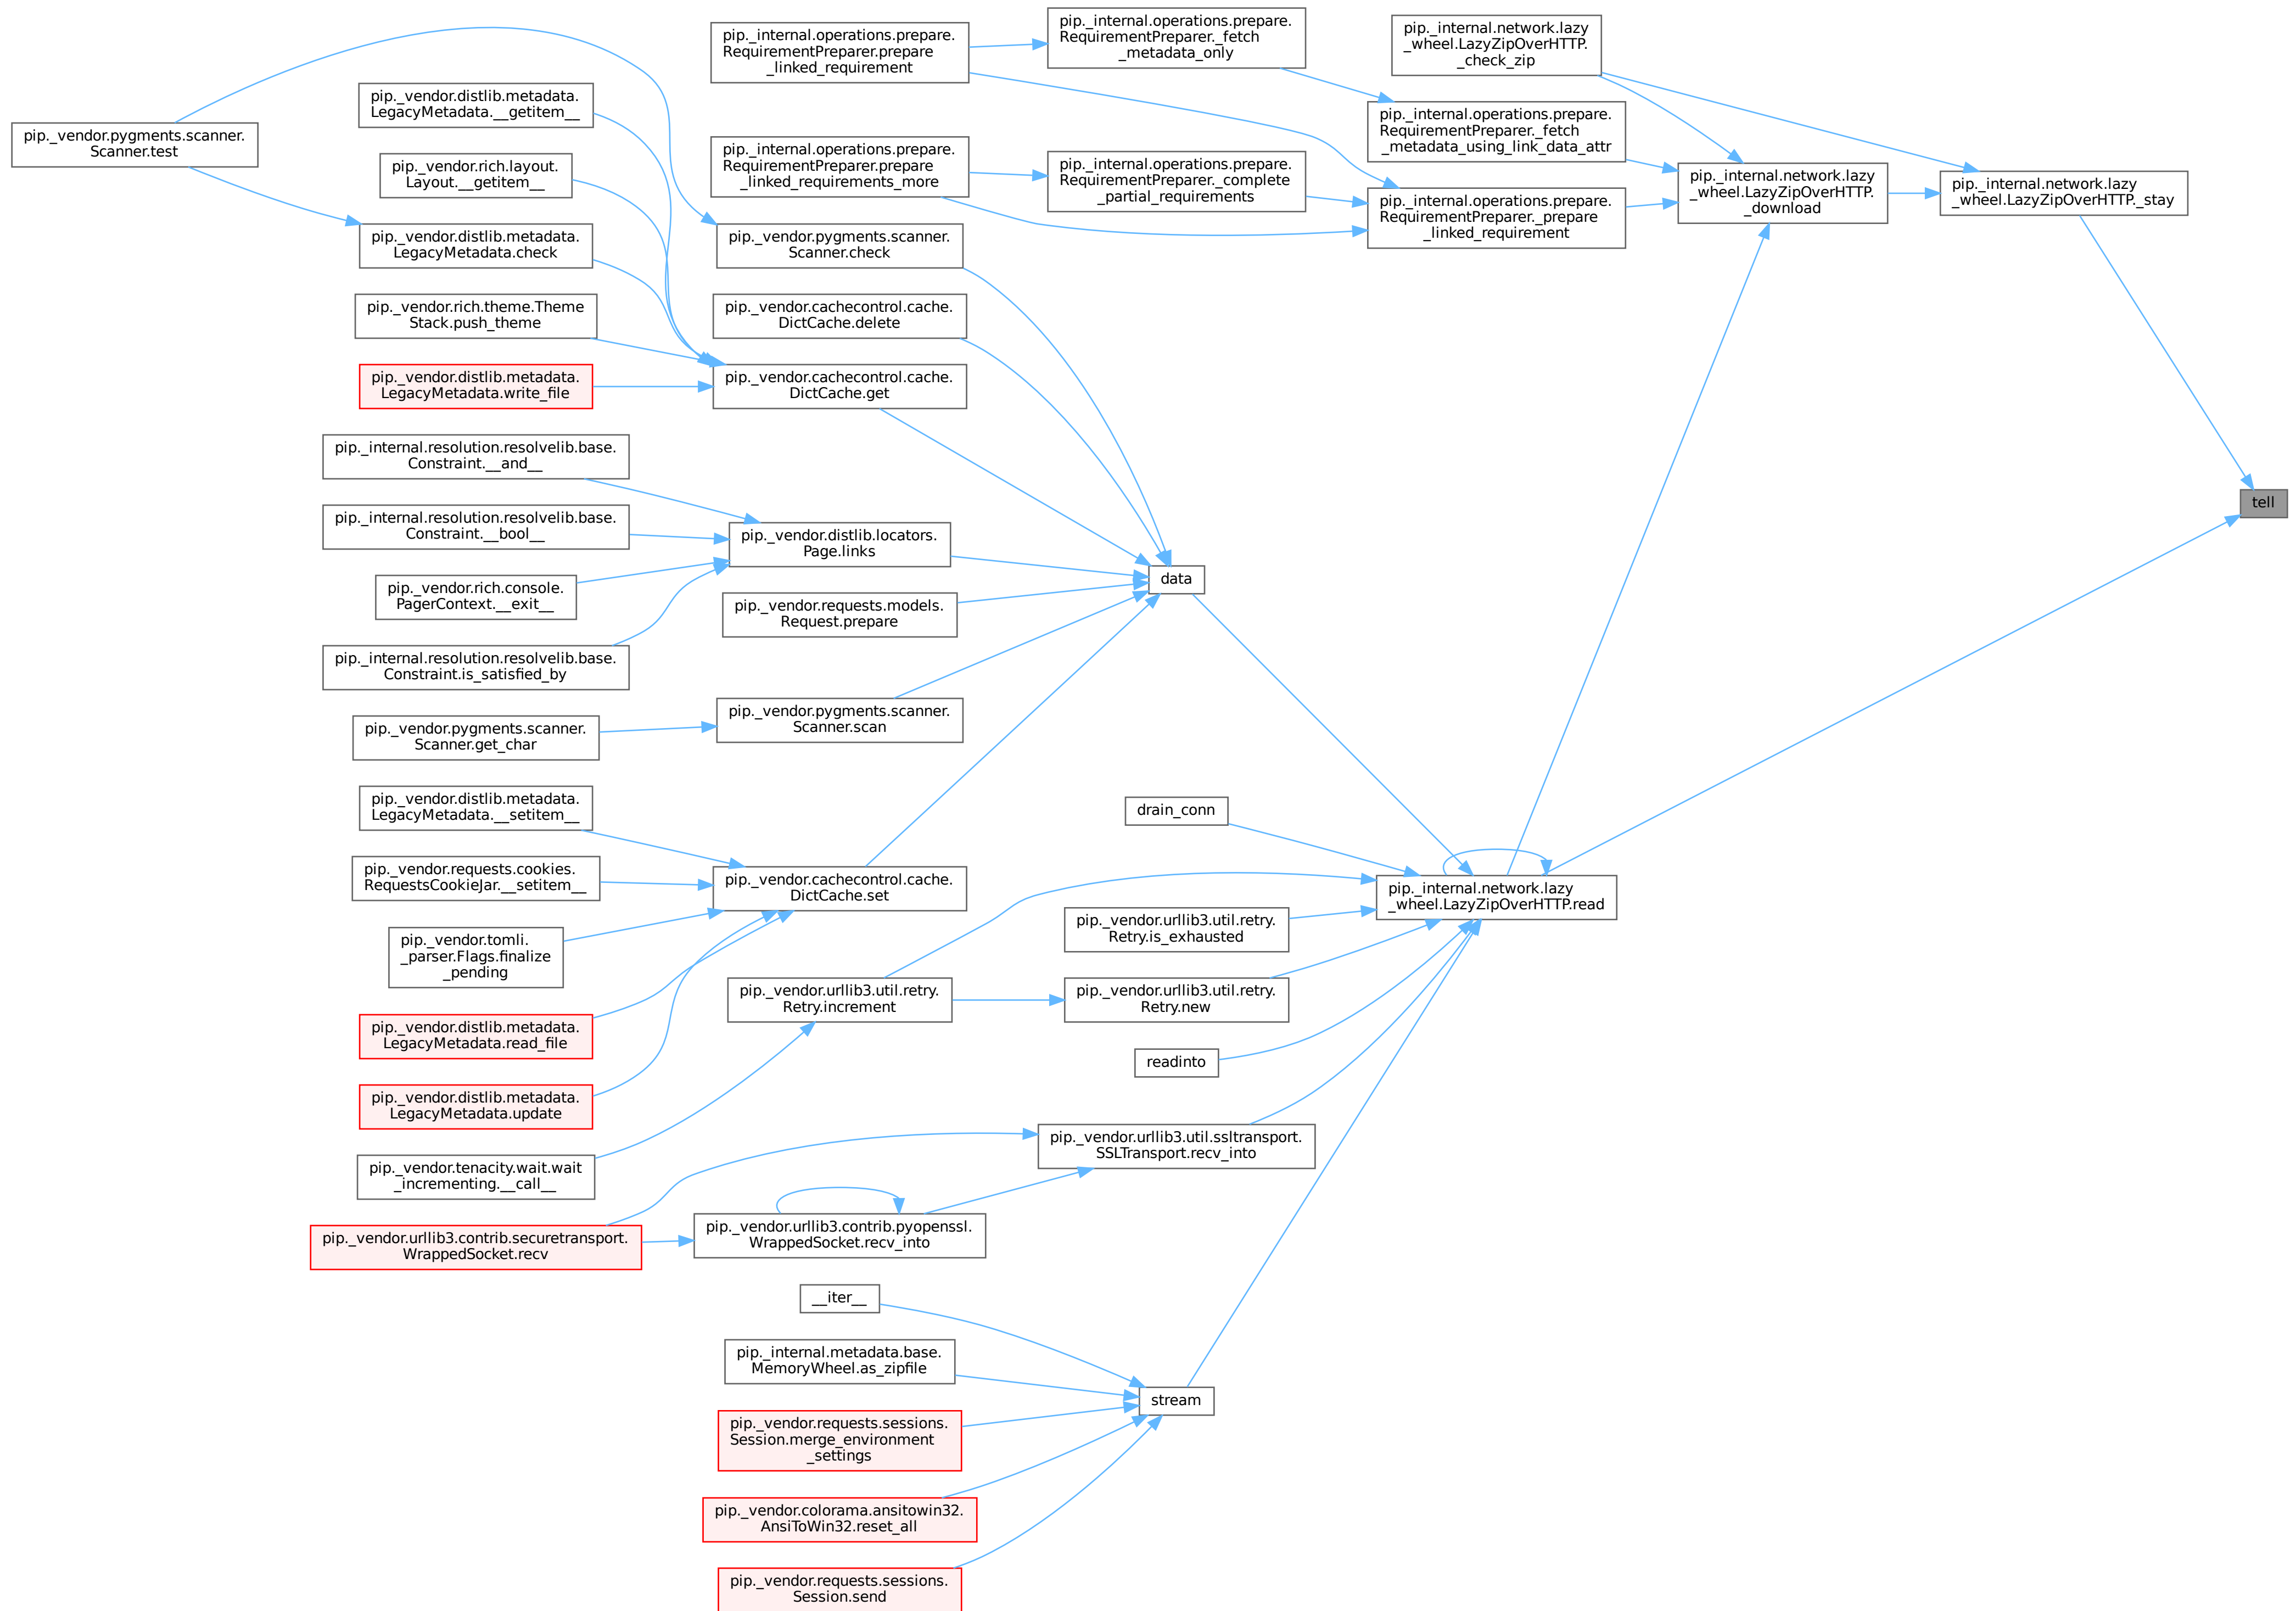 pip._vendor.pygments.scanner.
Scanner.test
pip._vendor.distlib.metadata.
LegacyMetadata.__getitem__
pip._vendor.rich.layout.
Layout.__getitem__
pip._vendor.distlib.metadata.
LegacyMetadata.check
pip._vendor.rich.theme.Theme
Stack.push_theme
pip._vendor.distlib.metadata.
LegacyMetadata.write_file
pip._internal.resolution.resolvelib.base.
Constraint.__and__
pip._internal.resolution.resolvelib.base.
Constraint.__bool__
pip._vendor.rich.console.
PagerContext.__exit__
pip._internal.resolution.resolvelib.base.
Constraint.is_satisfied_by
pip._vendor.pygments.scanner.
Scanner.get_char
pip._vendor.distlib.metadata.
LegacyMetadata.__setitem__
pip._vendor.requests.cookies.
RequestsCookieJar.__setitem__
pip._vendor.tomli.
_parser.Flags.finalize
_pending
pip._vendor.distlib.metadata.
LegacyMetadata.read_file
pip._vendor.distlib.metadata.
LegacyMetadata.update
pip._vendor.tenacity.wait.wait
_incrementing.__call__
pip._vendor.urllib3.contrib.securetransport.
WrappedSocket.recv
pip._internal.operations.prepare.
RequirementPreparer.prepare
_linked_requirement
pip._internal.operations.prepare.
RequirementPreparer.prepare
_linked_requirements_more
pip._vendor.pygments.scanner.
Scanner.check
pip._vendor.cachecontrol.cache.
DictCache.delete
pip._vendor.cachecontrol.cache.
DictCache.get
pip._vendor.distlib.locators.
Page.links
pip._vendor.requests.models.
Request.prepare
pip._vendor.pygments.scanner.
Scanner.scan
pip._vendor.cachecontrol.cache.
DictCache.set
pip._vendor.urllib3.util.retry.
Retry.increment
pip._vendor.urllib3.contrib.pyopenssl.
WrappedSocket.recv_into
__iter__
pip._internal.metadata.base.
MemoryWheel.as_zipfile
pip._vendor.requests.sessions.
Session.merge_environment
_settings
pip._vendor.colorama.ansitowin32.
AnsiToWin32.reset_all
pip._vendor.requests.sessions.
Session.send
pip._internal.operations.prepare.
RequirementPreparer._fetch
_metadata_only
pip._internal.operations.prepare.
RequirementPreparer._complete
_partial_requirements
data
drain_conn
pip._vendor.urllib3.util.retry.
Retry.is_exhausted
pip._vendor.urllib3.util.retry.
Retry.new
readinto
pip._vendor.urllib3.util.ssltransport.
SSLTransport.recv_into
stream
pip._internal.network.lazy
_wheel.LazyZipOverHTTP.
_check_zip
pip._internal.operations.prepare.
RequirementPreparer._fetch
_metadata_using_link_data_attr
pip._internal.operations.prepare.
RequirementPreparer._prepare
_linked_requirement
pip._internal.network.lazy
_wheel.LazyZipOverHTTP.read
pip._internal.network.lazy
_wheel.LazyZipOverHTTP.
_download
pip._internal.network.lazy
_wheel.LazyZipOverHTTP._stay
tell